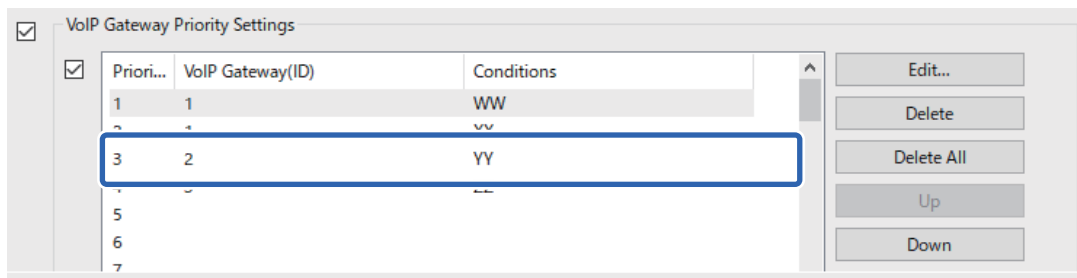 VoIP Gateway Priority Settings
Priori... VoIP Gateway(ID) Conditions
1 1 WW
3 2 YY
5
6
7
Edit...
Delete
Delete All
Up
Down